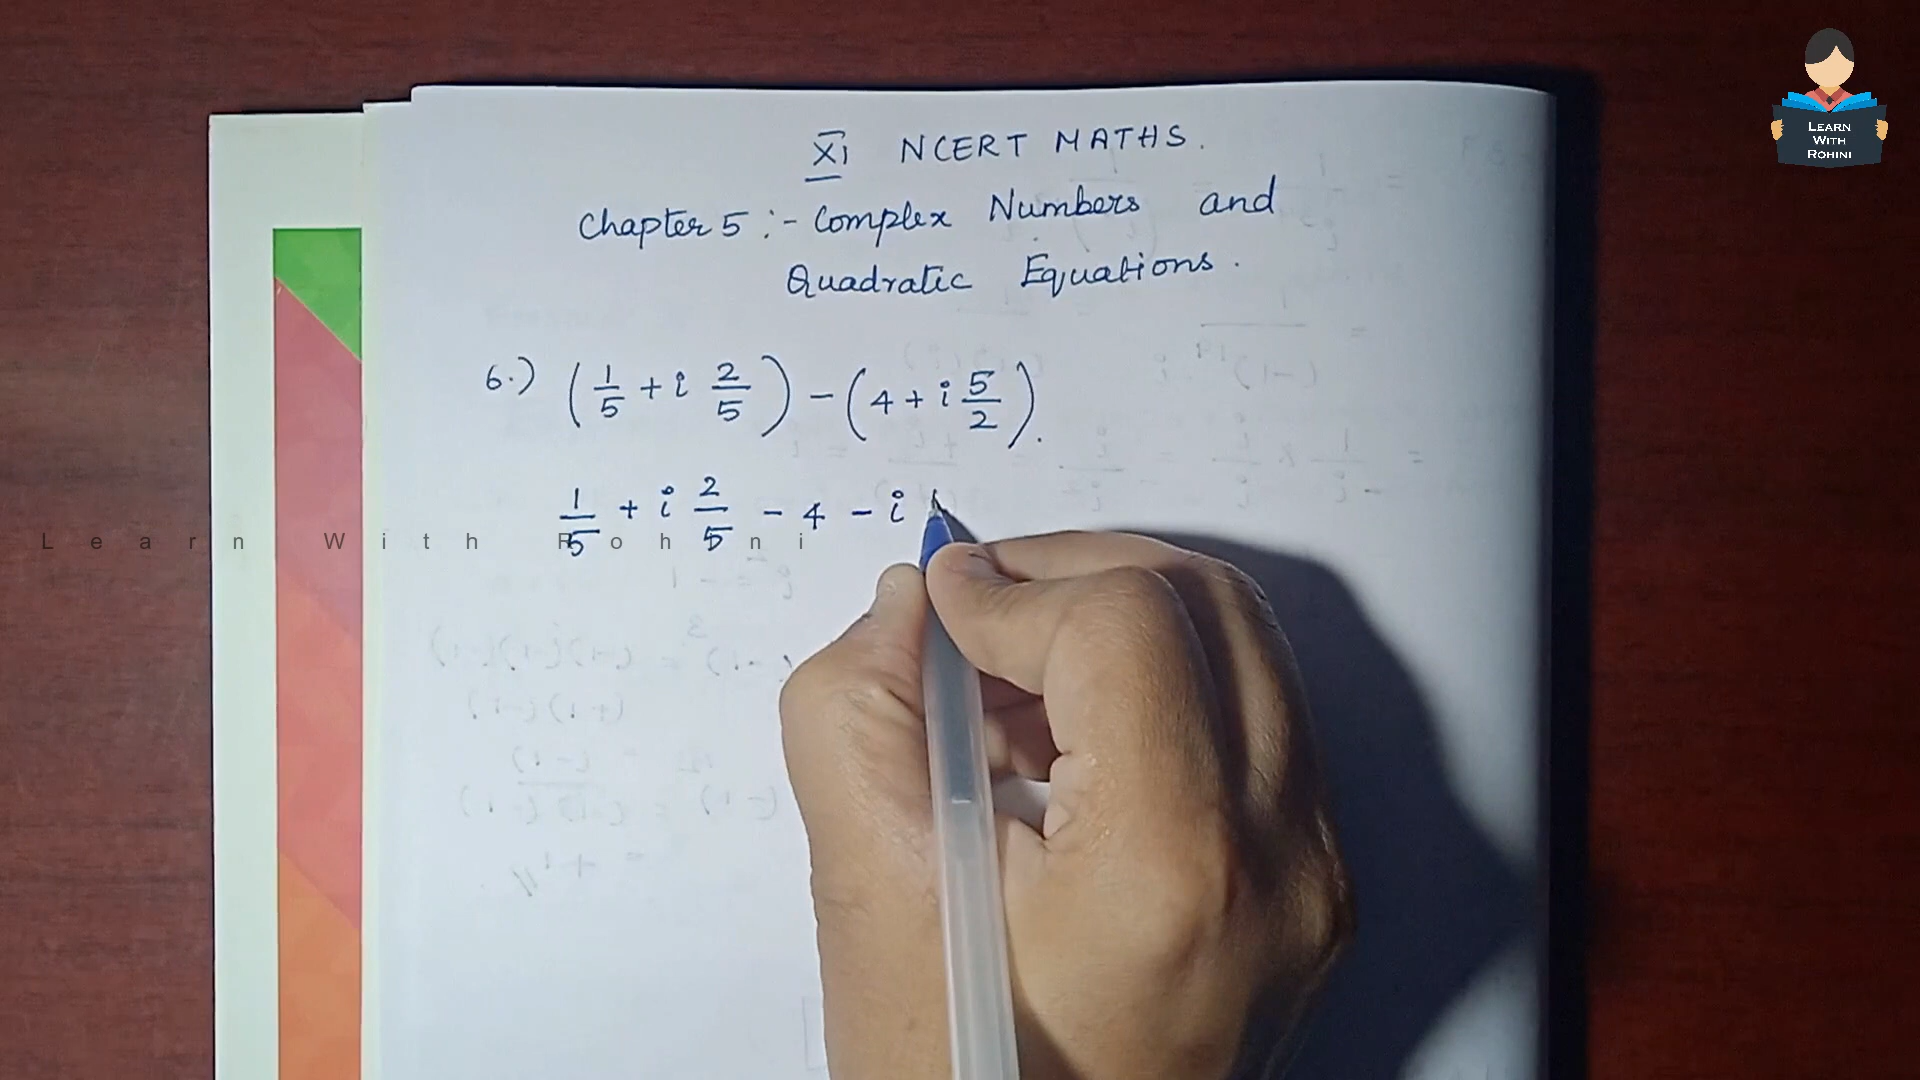 XI NCERT MATHS.
Chapter 5 :- Complex Numbers and
Quadratic Equations.
6.) (1/5 + i 2/5) - (4 + i 5/2).
1/5 + i 2/5 - 4 - i
Learn With Rohini
LEARN
WITH
ROHINI